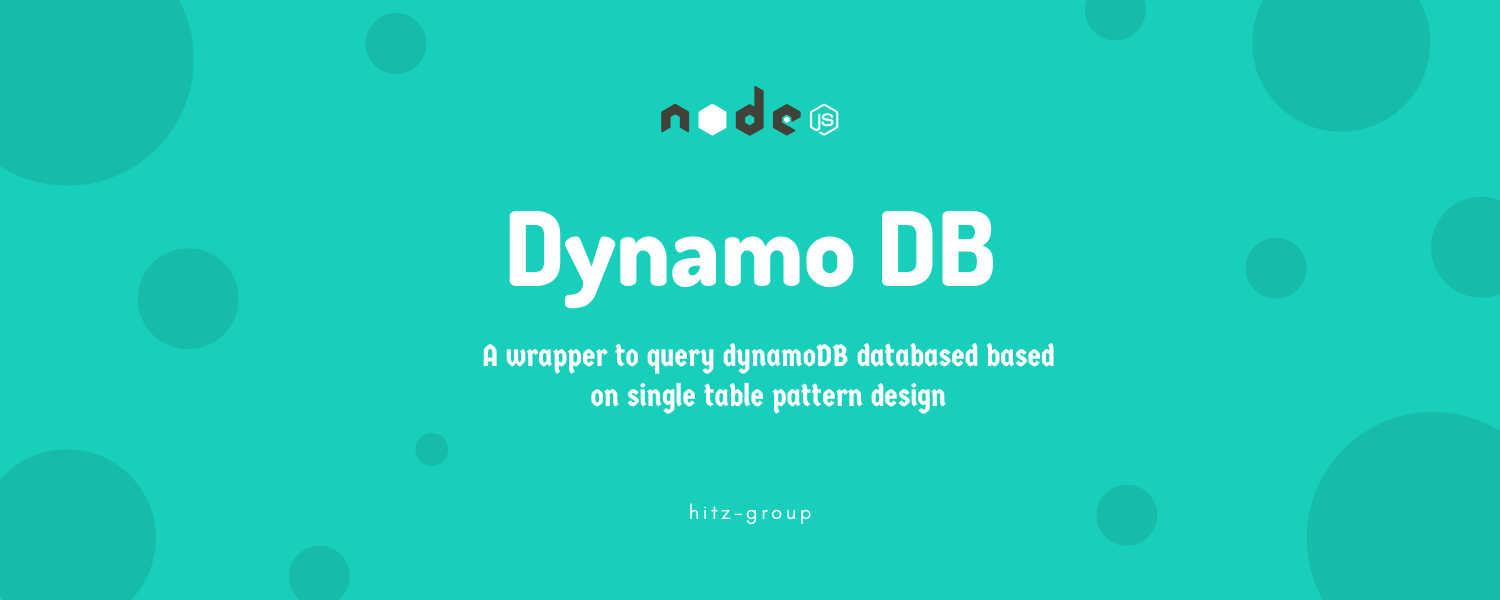 node JS
Dynamo DB
A wrapper to query dynamoDB databased based
on single table pattern design
hitz-group